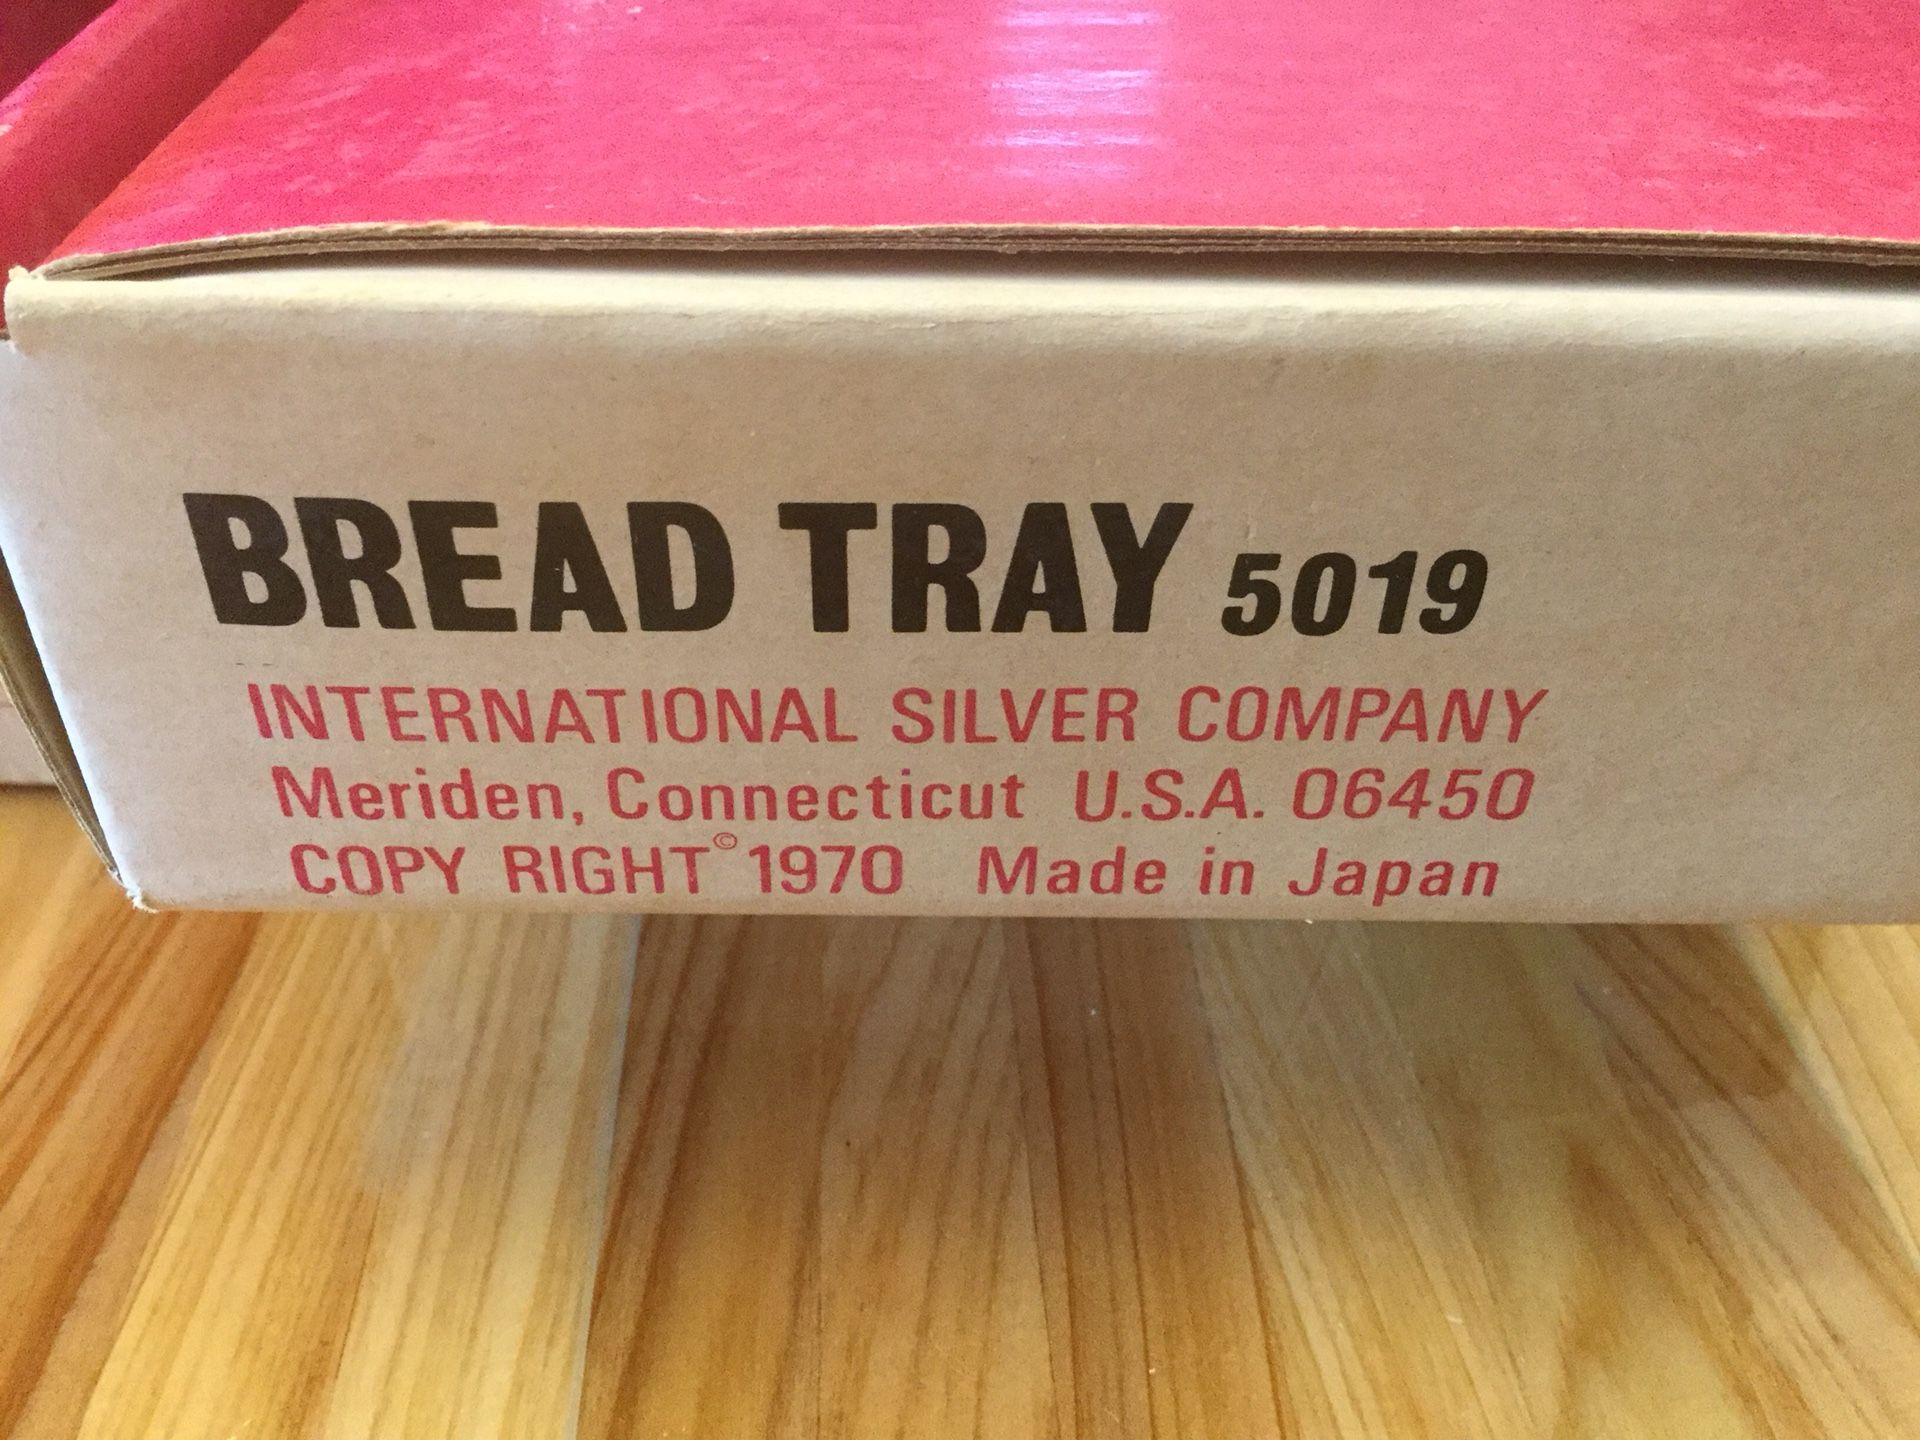 BREAD TRAY 5019
INTERNATIONAL SILVER COMPANY
Meriden, Connecticut U.S.A. 06450
COPY RIGHT © 1970 Made in Japan